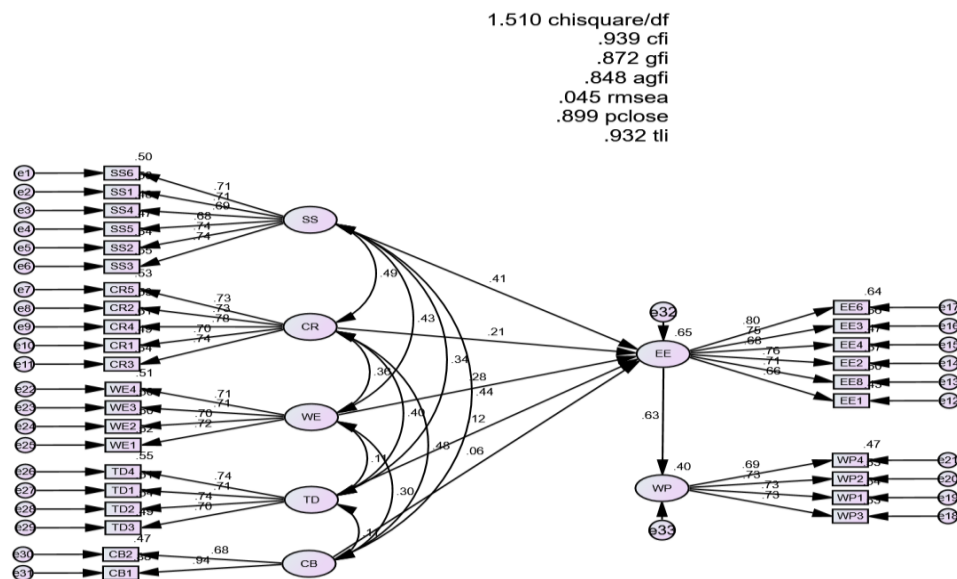 1.510 chisquare/df
.939 cfi
.872 gfi
.848 agfi
.045 rmsea
.899 pclose
.932 tli
.50
e1 SS6 .71
e2 SS1 .71
e3 SS4 .69
e4 SS5 .68
e5 SS2 .74
e6 SS3 .74
SS
.53
e7 CR5 .73
e8 CR2 .73
e9 CR4
e10 CR1 .70
e11 CR3 .74
CR
.51
e22 WE4 .71
e23 WE3 .71
e24 WE2 .70
e25 WE1 .72
WE
.55
e26 TD4 .74
e27 TD1 .71
e28 TD2 .74
e29 TD3 .70
TD
.47
e30 CB2 .68
e31 CB1 .94
CB
.49
.43
.34
.36
.40
.44
.11
.48
.30
.11
.41
.21
.28
.12
.06
e32
.65
EE
.63
.40
WP
e33
.64
.80 EE6 e17
.75 EE3 e16
.68 EE4 e15
.76 EE2 e14
.71 EE8 e13
.66 EE1 e12
.47
.69 WP4 e21
.73 WP2 e20
.73 WP1 e19
.73 WP3 e18